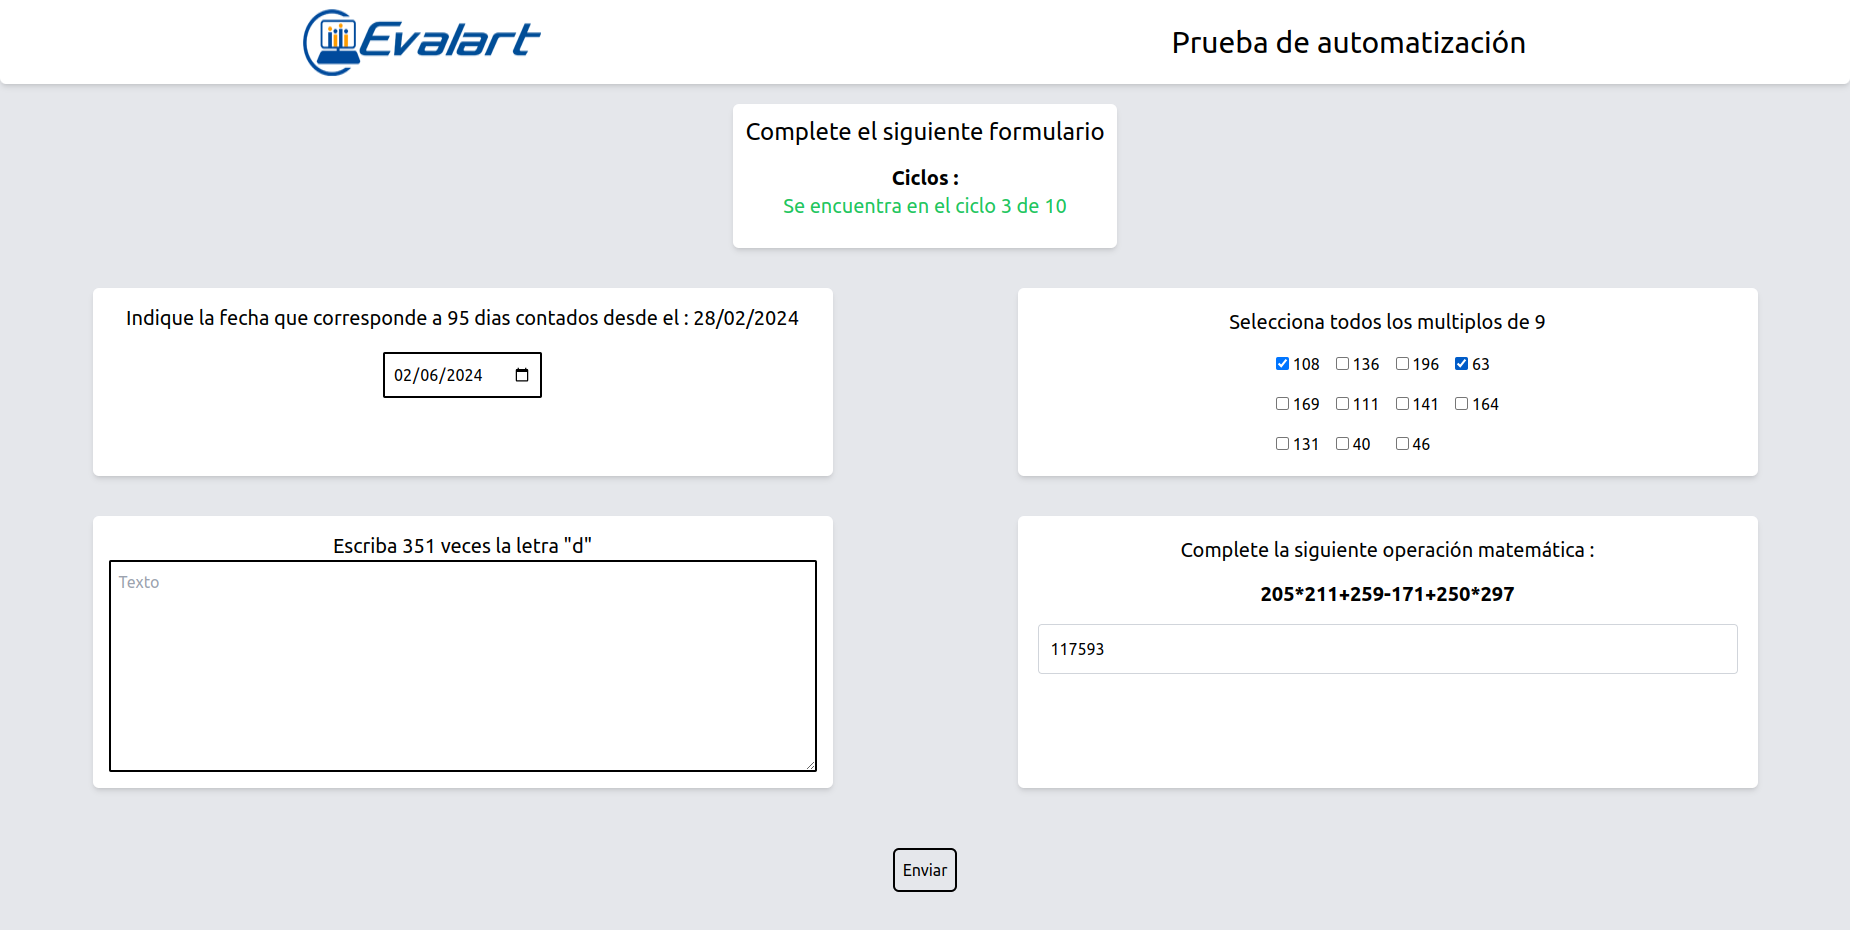 Evalart
Prueba de automatización
Complete el siguiente formulario
Ciclos :
Se encuentra en el ciclo 3 de 10
Indique la fecha que corresponde a 95 dias contados desde el : 28/02/2024
02/06/2024
Selecciona todos los multiplos de 9
108 136 196 63
169 111 141 164
131 40 46
Escriba 351 veces la letra "d"
Texto
Complete la siguiente operación matemática :
205*211+259-171+250*297
117593
Enviar